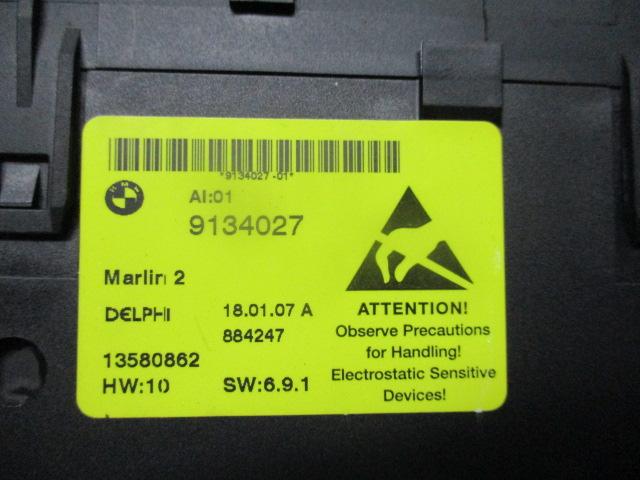 *9134027-01*
BMW
AI:01
9134027
Marlin 2
DELPHI
18.01.07 A
884247
13580862
HW:10
SW:6.9.1
ATTENTION!
Observe Precautions
for Handling!
Electrostatic Sensitive
Devices!